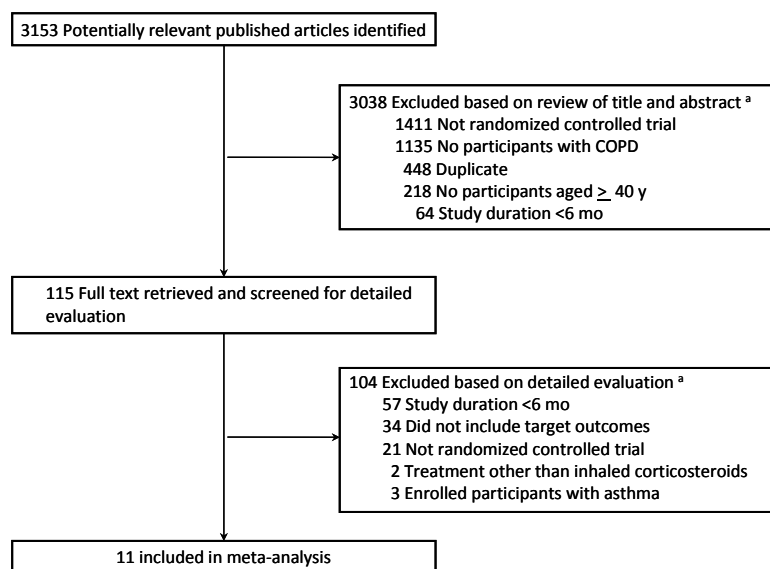 3153 Potentially relevant published articles identified
3038 Excluded based on review of title and abstract a
1411 Not randomized controlled trial
1135 No participants with COPD
448 Duplicate
218 No participants aged ≥ 40 y
64 Study duration <6 mo
115 Full text retrieved and screened for detailed
evaluation
104 Excluded based on detailed evaluation a
57 Study duration <6 mo
34 Did not include target outcomes
21 Not randomized controlled trial
2 Treatment other than inhaled corticosteroids
3 Enrolled participants with asthma
11 included in meta-analysis